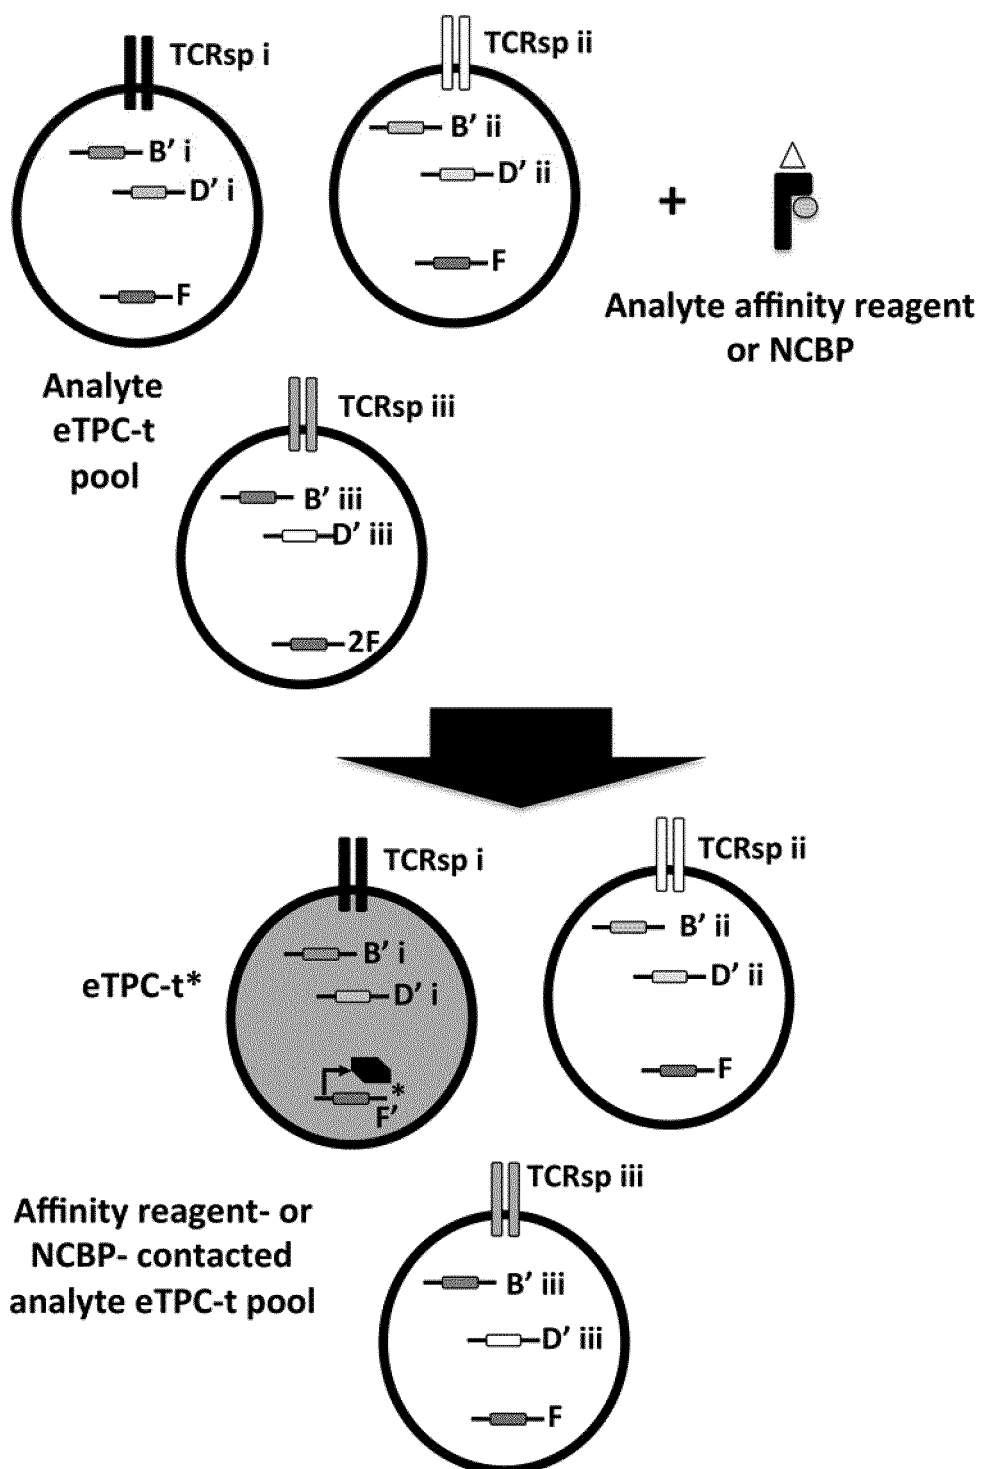 TCRsp i
TCRsp ii
B’ i
D’ i
F
B’ ii
D’ ii
F
+
Analyte affinity reagent
or NCBP
Analyte
eTPC-t
pool
TCRsp iii
B’ iii
D’ iii
2F
TCRsp i
TCRsp ii
eTPC-t*
B’ i
D’ i
*
F’
B’ ii
D’ ii
F
Affinity reagent- or
NCBP- contacted
analyte eTPC-t pool
TCRsp iii
B’ iii
D’ iii
F